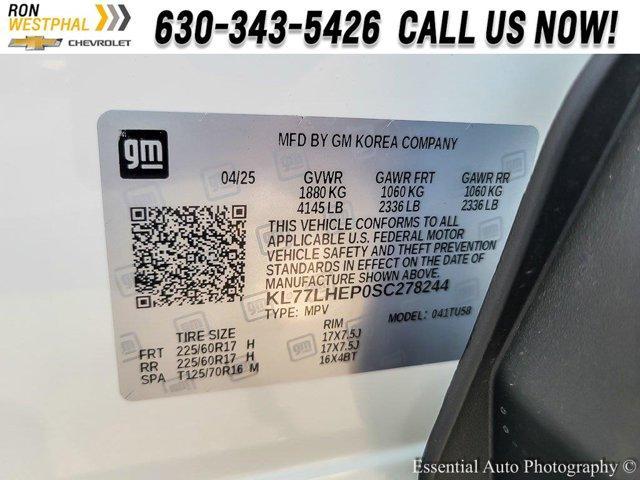 RON
WESTPHAL
CHEVROLET
630-343-5426 CALL US NOW!
gm
MFD BY GM KOREA COMPANY
04/25 GVWR GAWR FRT GAWR RR
1880 KG 1060 KG 1060 KG
4145 LB 2336 LB 2336 LB
THIS VEHICLE CONFORMS TO ALL
APPLICABLE U.S. FEDERAL MOTOR
VEHICLE SAFETY AND THEFT PREVENTION
STANDARDS IN EFFECT ON THE DATE OF
MANUFACTURE SHOWN ABOVE.
KL77LHEP0SC278244
TYPE: MPV MODEL: 041TU58
TIRE SIZE RIM
FRT 225/60R17 H 17X7.5J
RR 225/60R17 H 17X7.5J
SPA T125/70R16 M 16X4BT
Essential Auto Photography ©